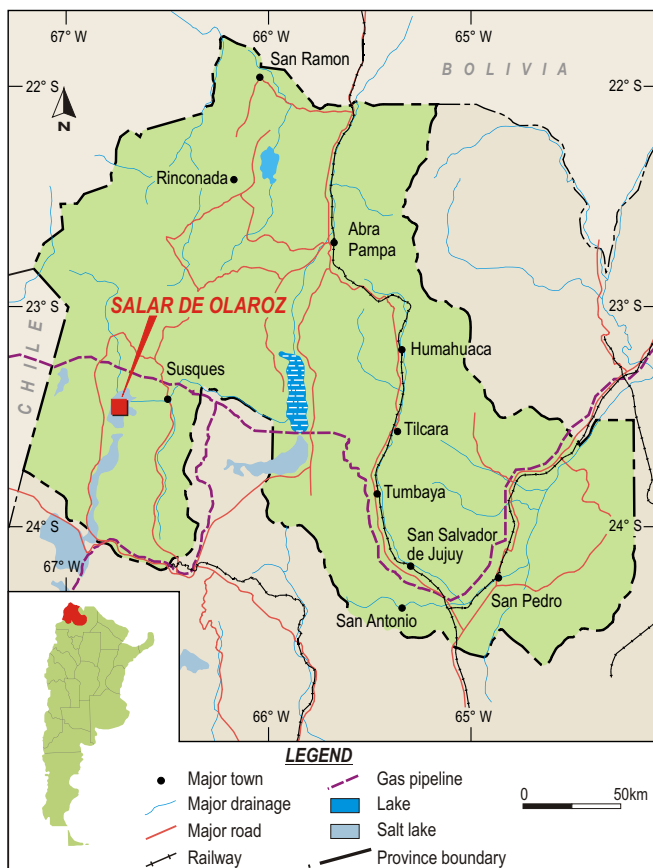 67° W
66° W
65° W
San Ramon
BOLIVIA
22° S
22° S
N
Rinconada
Abra
Pampa
23° S
SALAR DE OLAROZ
23° S
CHILE
Humahuaca
Susques
Tilcara
Tumbaya
24° S
24° S
San Salvador
de Jujuy
67° W
San Pedro
San Antonio
66° W
65° W
LEGEND
Major town
Gas pipeline
0
50km
Major drainage
Lake
Major road
Salt lake
Railway
Province boundary